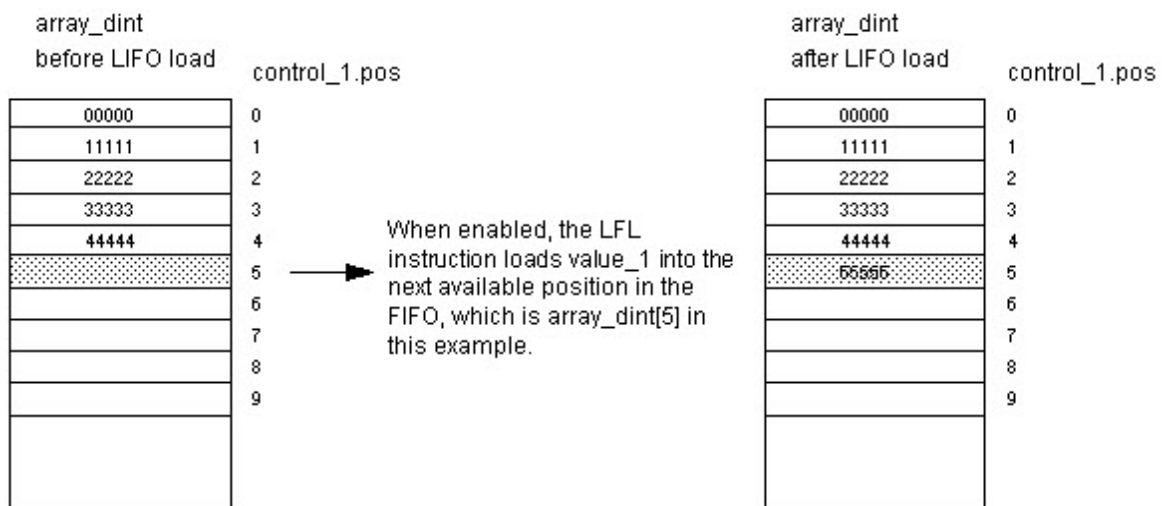 array_dint
before LIFO load
control_1.pos
00000 0
11111 1
22222 2
33333 3
44444 4
5
6
7
8
9
When enabled, the LFL
instruction loads value_1 into the
next available position in the
FIFO, which is array_dint[5] in
this example.
array_dint
after LIFO load
control_1.pos
00000 0
11111 1
22222 2
33333 3
44444 4
55555 5
6
7
8
9